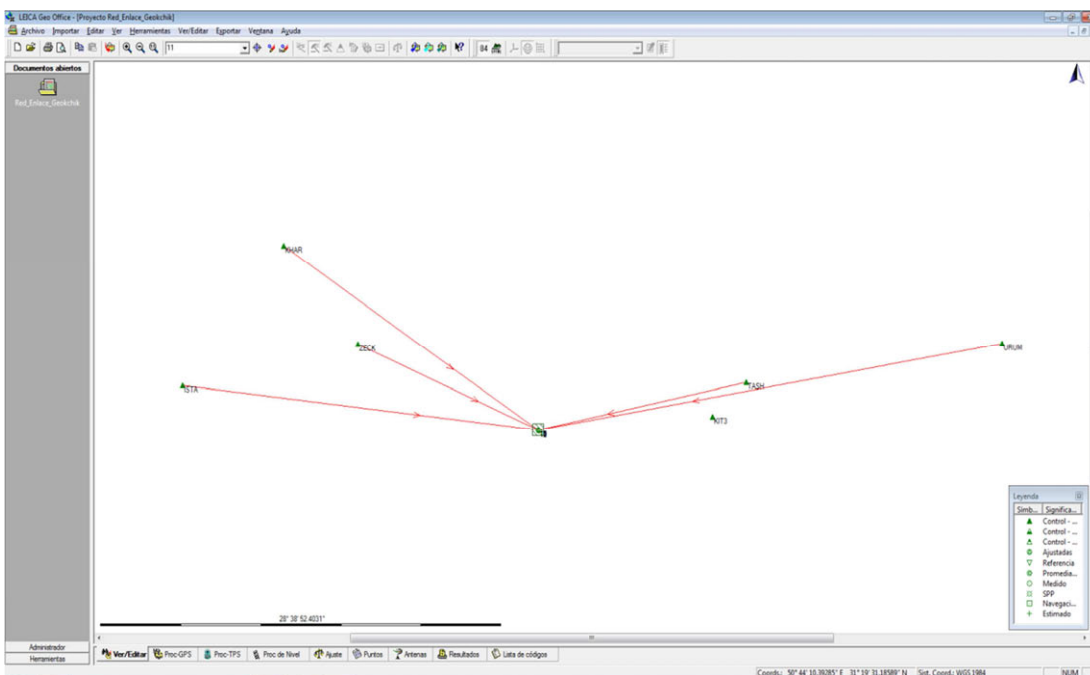 LEICA Geo Office - [Proyecto Red_Enlace_Geokchik]
Archivo Importar Editar Ver Herramientas Ver/Editar Exportar Ventana Ayuda
11
Documentos abiertos
Red_Enlace_Geokchik
KHAR
ZECK
URUM
ISTA
TASH
KIT3
Leyenda
Simb... Significa...
Control - ...
Control - ...
Control - ...
Ajustadas
Referencia
Promedia...
Medido
SPP
Navegaci...
Estimado
28° 38' 52.4031"
Administrador
Herramientas
Ver/Editar Proc-GPS Proc-TPS Proc de Nivel Ajuste Puntos Antenas Resultados Lista de códigos
Coords.: 50° 44' 10.39285" E 31° 19' 31.18589" N Sist. Coord.: WGS 1984 NUM